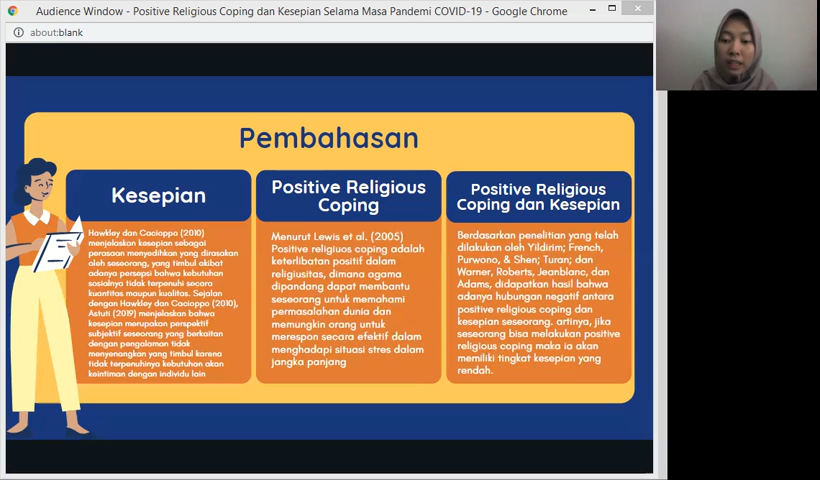 Audience Window - Positive Religious Coping dan Kesepian Selama Masa Pandemi COVID-19 - Google Chrome
about:blank
Pembahasan
Kesepian
Hawkley dan Cacioppo (2010)
menjelaskan kesepian sebagai
perasaan menyedihkan yang dirasakan
oleh seseorang, yang timbul akibat
adanya persepsi bahwa kebutuhan
sosialnya tidak terpenuhi secara
kuantitas maupun kualitas. Sejalan
dengan Hawkley dan Cacioppo (2010),
Astuti (2019) menjelaskan bahwa
kesepian merupakan perspektif
subjektif seseorang yang berkaitan
dengan pengalaman tidak
menyenangkan yang timbul karena
tidak terpenuhinya kebutuhan akan
keintiman dengan individu lain
Positive Religious
Coping
Menurut Lewis et al. (2005)
Positive religiuos coping adalah
keterlibatan positif dalam
religiusitas, dimana agama
dipandang dapat membantu
seseorang untuk memahami
permasalahan dunia dan
memungkin orang untuk
merespon secara efektif dalam
menghadapi situasi stres dalam
jangka panjang
Positive Religious
Coping dan Kesepian
Berdasarkan penelitian yang telah
dilakukan oleh Yildirim; French,
Purwono, & Shen; Turan; dan
Warner, Roberts, Jeanblanc, dan
Adams, didapatkan hasil bahwa
adanya hubungan negatif antara
positive religious coping dan
kesepian seseorang. artinya, jika
seseorang bisa melakukan positive
religious coping maka ia akan
memiliki tingkat kesepian yang
rendah.